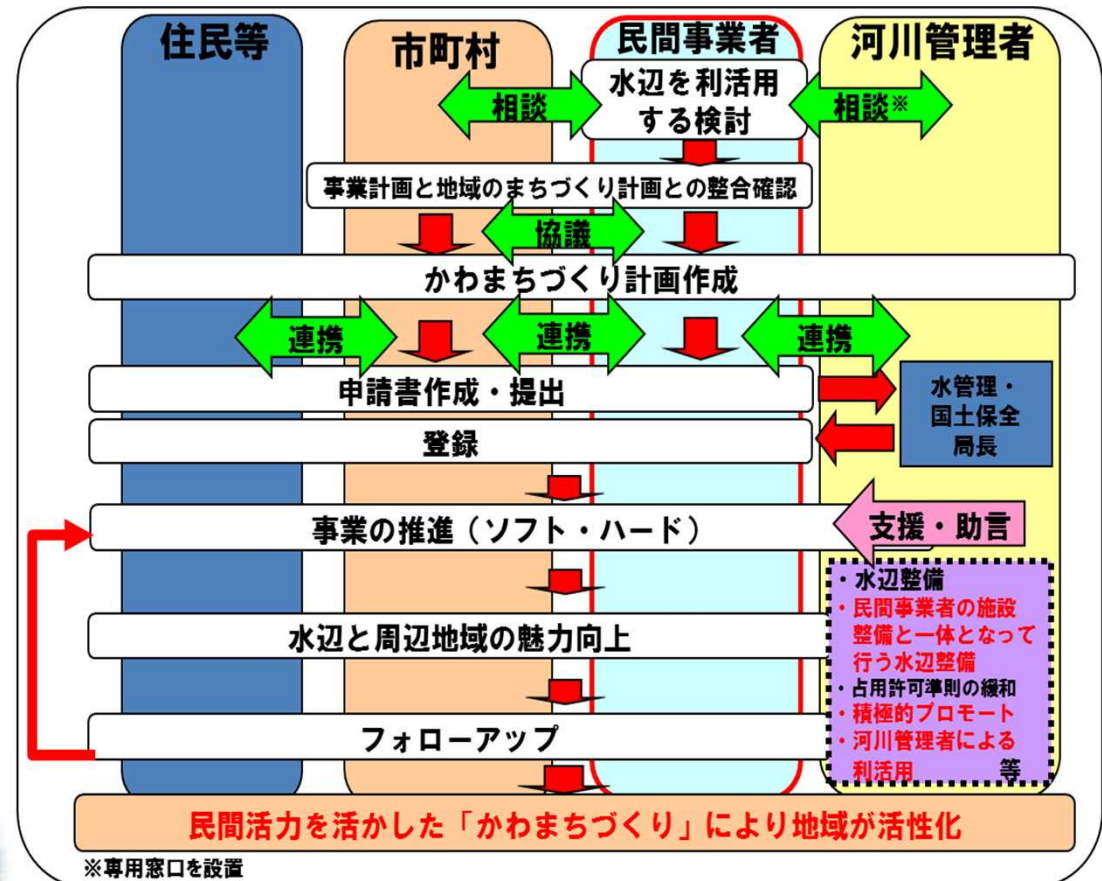 住民等
市町村
民間事業者
河川管理者
相談
水辺を利活用
する検討
相談※
事業計画と地域のまちづくり計画との整合確認
協議
かわまちづくり計画作成
連携
連携
連携
申請書作成・提出
水管理・
国土保全
局長
登録
事業の推進（ソフト・ハード）
支援・助言
・水辺整備
・民間事業者の施設
整備と一体となって
行う水辺整備
・占用許可準則の緩和
・積極的プロモート
・河川管理者による
利活用 等
水辺と周辺地域の魅力向上
フォローアップ
民間活力を活かした「かわまちづくり」により地域が活性化
※専用窓口を設置